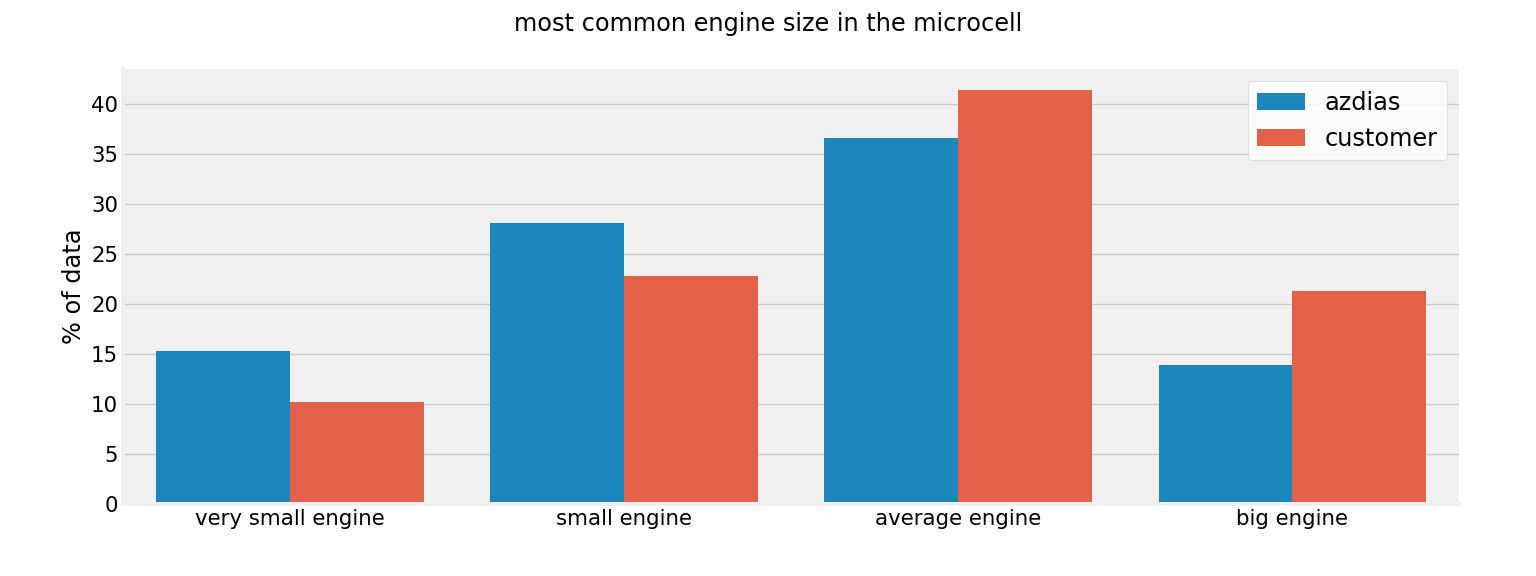 most common engine size in the microcell
azdias
customer
% of data
40
35
30
25
20
15
10
5
0
very small engine
small engine
average engine
big engine